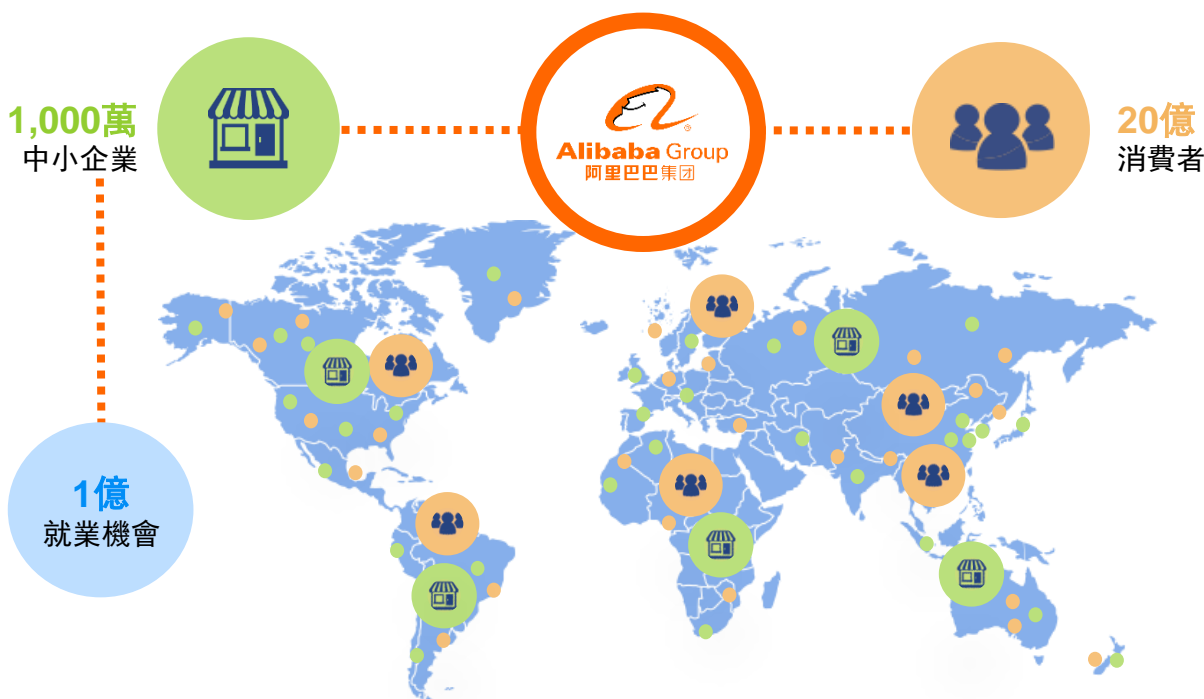 1,000萬
中小企業
Alibaba Group
阿里巴巴集团
20億
消費者
1億
就業機會